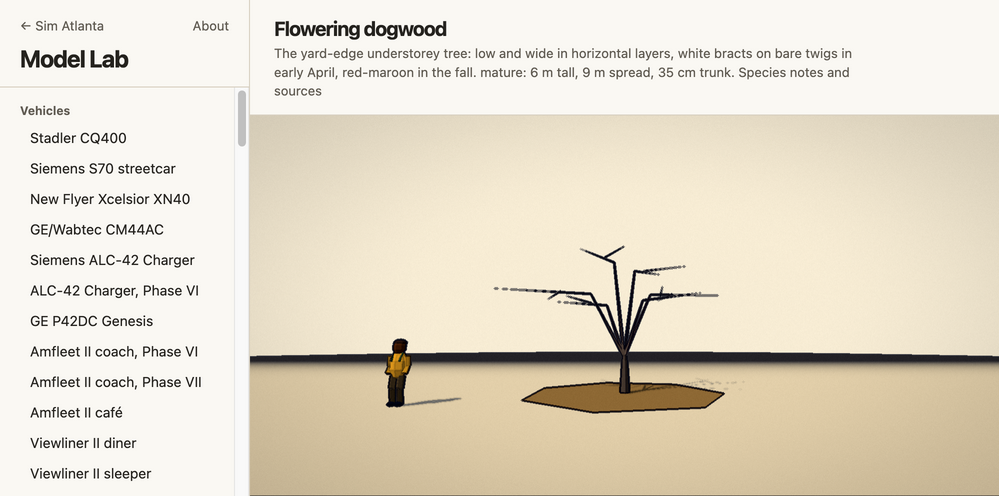 ← Sim Atlanta
About
Model Lab
Vehicles
Stadler CQ400
Siemens S70 streetcar
New Flyer Xcelsior XN40
GE/Wabtec CM44AC
Siemens ALC-42 Charger
ALC-42 Charger, Phase VI
GE P42DC Genesis
Amfleet II coach, Phase VI
Amfleet II coach, Phase VII
Amfleet II café
Viewliner II diner
Viewliner II sleeper
Flowering dogwood
The yard-edge understorey tree: low and wide in horizontal layers, white bracts on bare twigs in
early April, red-maroon in the fall. mature: 6 m tall, 9 m spread, 35 cm trunk. Species notes and
sources